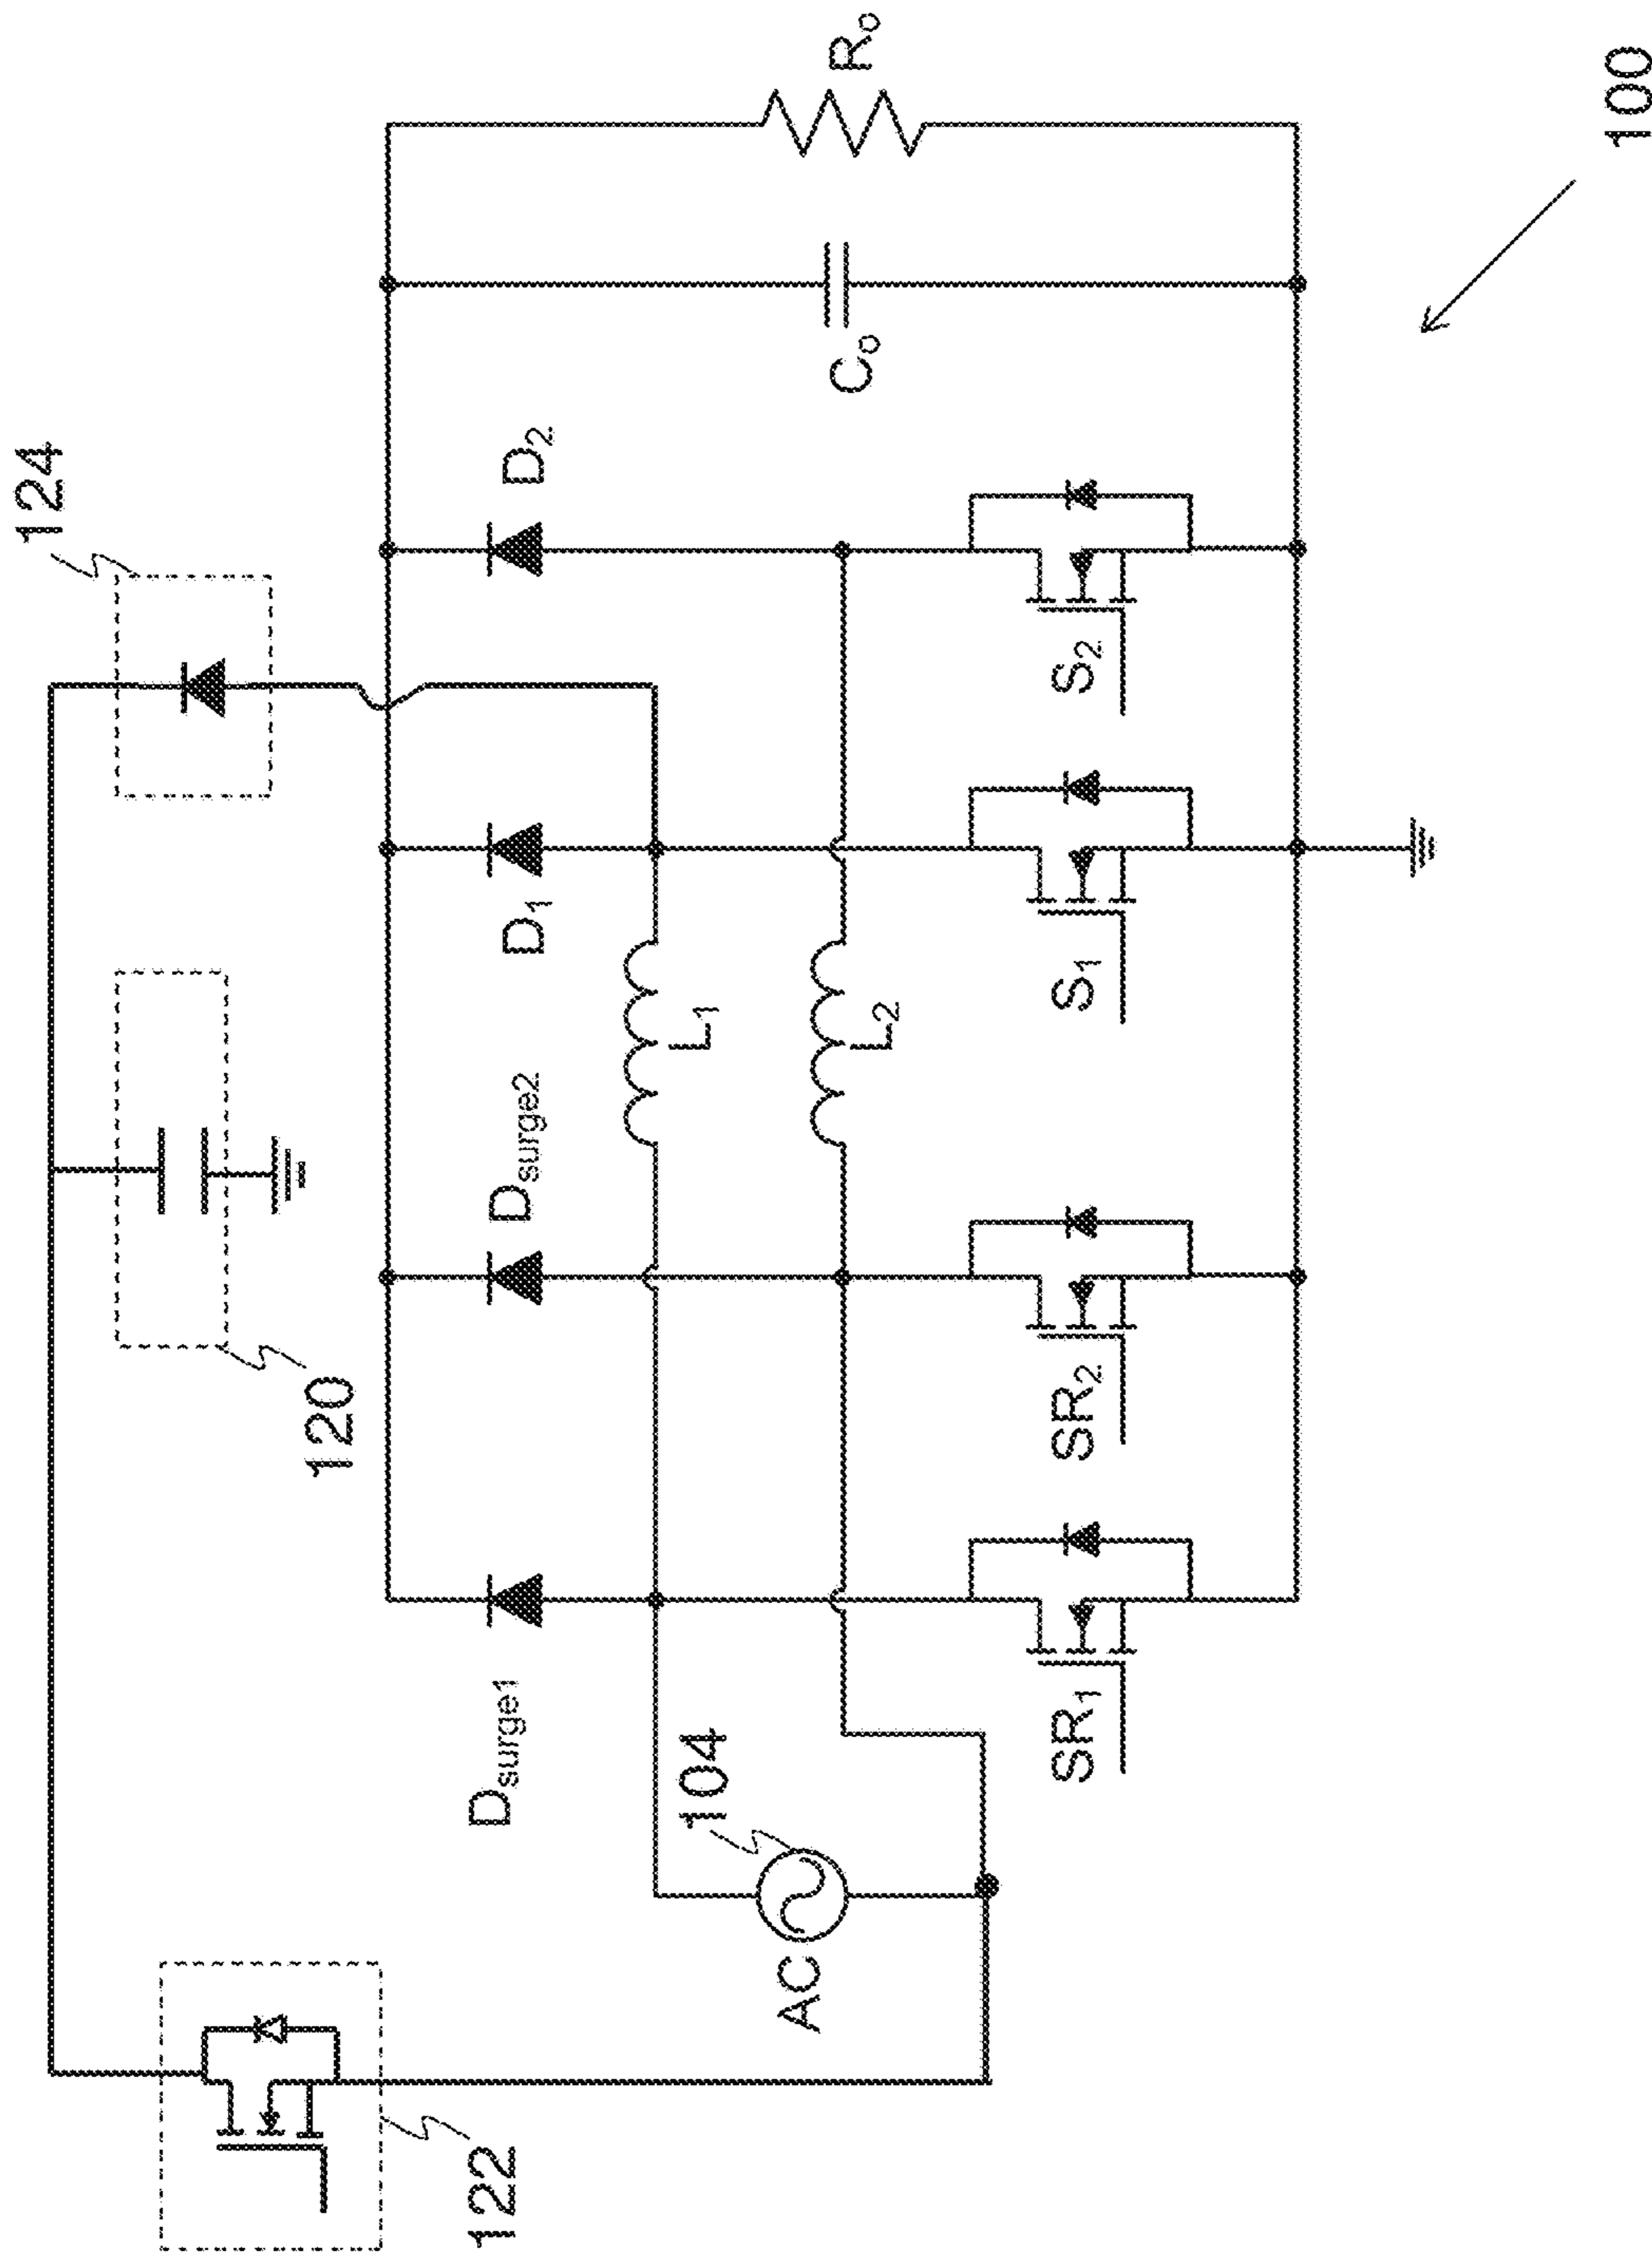 124
120
122
D₂
D₁
Dsurge2
Dsurge1
Rₒ
Cₒ
L₁
L₂
104
AC
S₂
S₁
SR₂
SR₁
100